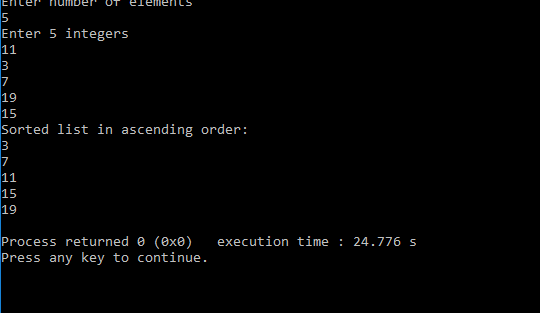 Enter number of elements
5
Enter 5 integers
11
3
7
19
15
Sorted list in ascending order:
3
7
11
15
19
Process returned 0 (0x0)   execution time : 24.776 s
Press any key to continue.